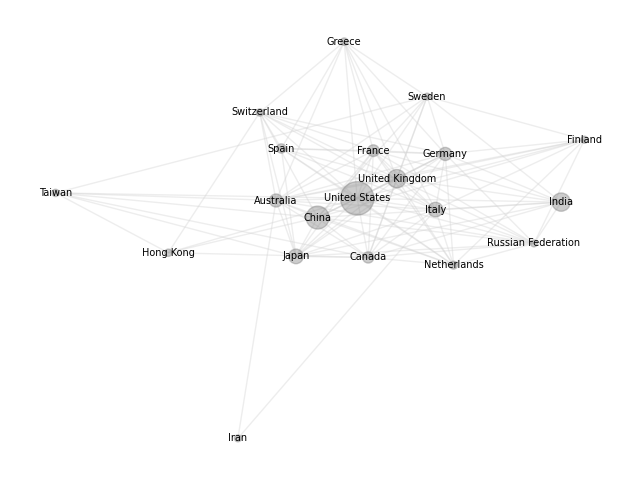 Greece
Sweden
Switzerland
Finland
Spain
France
Germany
United Kingdom
Taiwan
Australia
United States
India
Italy
China
Russian Federation
Hong Kong
Japan
Canada
Netherlands
Iran